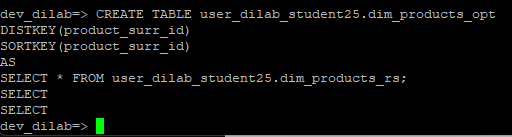 dev_dilab=> CREATE TABLE user_dilab_student25.dim_products_opt
DISTKEY(product_surr_id)
SORTKEY(product_surr_id)
AS
SELECT * FROM user_dilab_student25.dim_products_rs;
SELECT
SELECT
dev_dilab=>